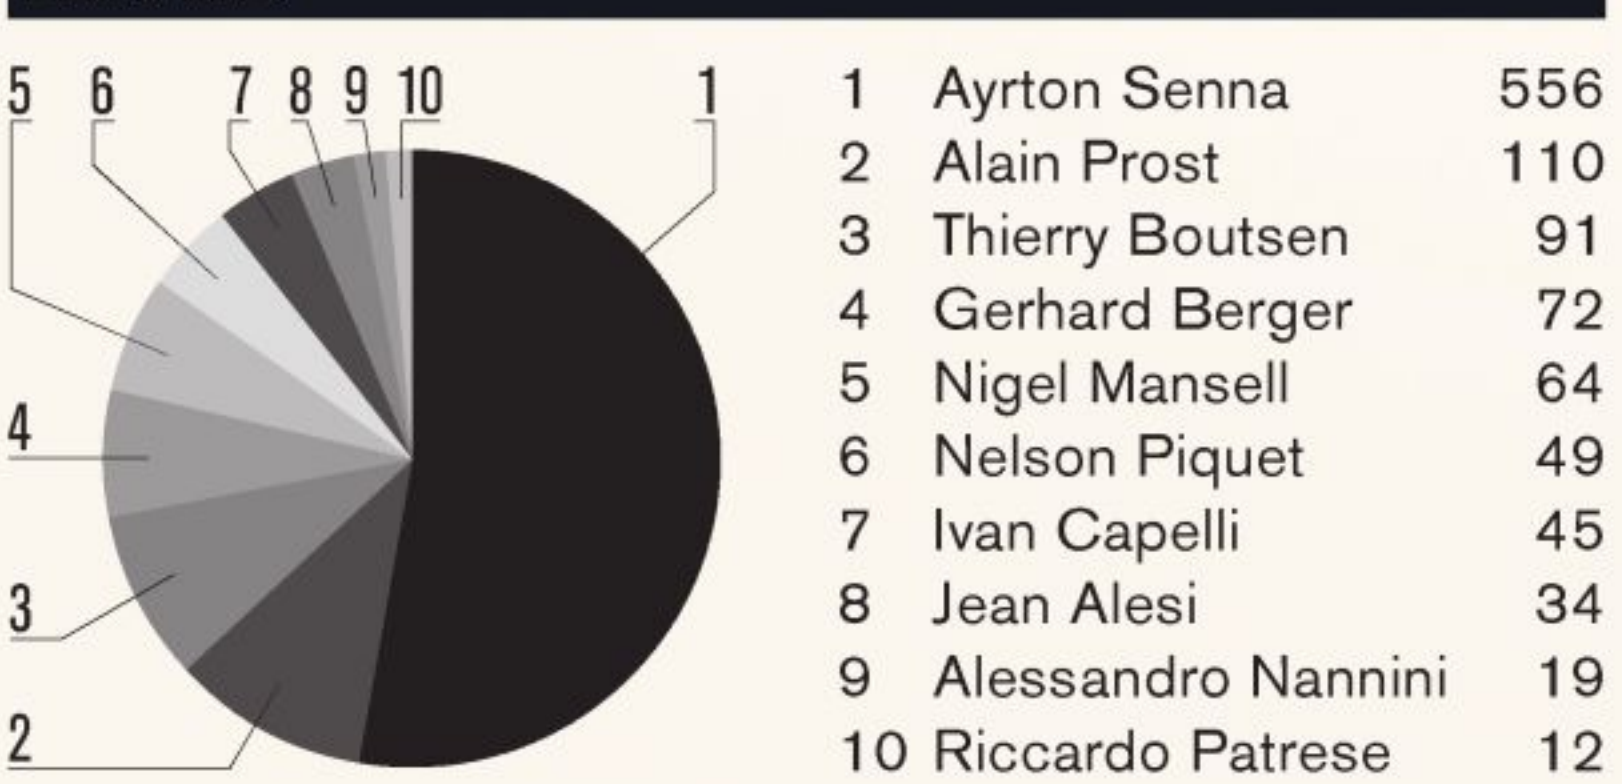 5 6 7 8 9 10 1
4
3
2
1 Ayrton Senna 556
2 Alain Prost 110
3 Thierry Boutsen 91
4 Gerhard Berger 72
5 Nigel Mansell 64
6 Nelson Piquet 49
7 Ivan Capelli 45
8 Jean Alesi 34
9 Alessandro Nannini 19
10 Riccardo Patrese 12